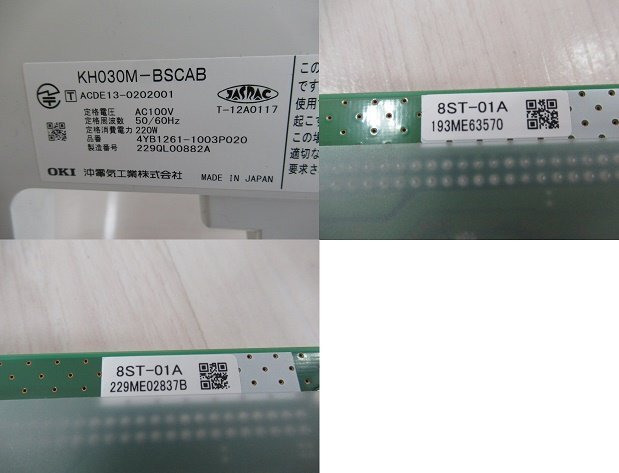 KH030M-BSCAB
T ACDE13-0202001
JASPAC
T-12A0117
定格電圧 AC100V
定格周波数 50/60Hz
定格消費電力 220W
品番 4YB1261-1003P020
製造番号 229QL00882A
OKI 沖電気工業株式会社 MADE IN JAPAN
この
です
使用
起こす
この場
適切な
要求さ
8ST-01A
193ME63570
8ST-01A
229ME02837B